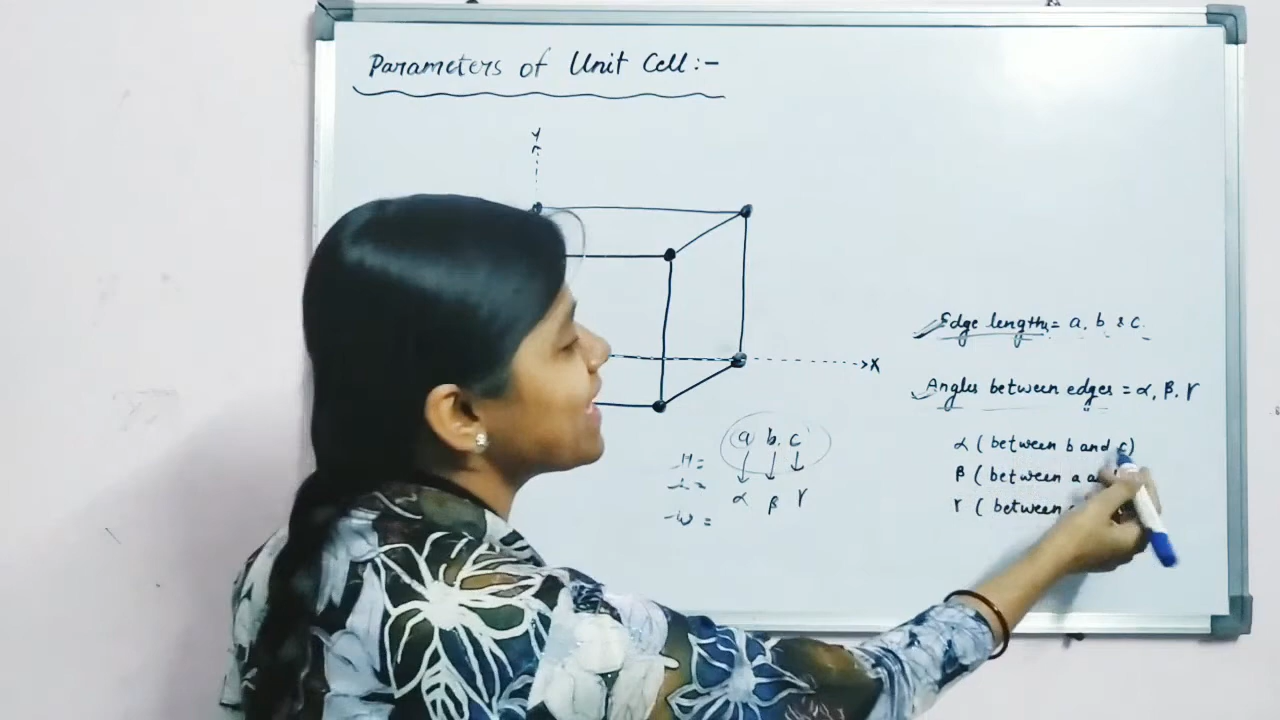 Parameters of Unit Cell:-
Y
X
Edge length = a, b & c.
Angles between edges = α, β, γ
a b. c
H =
L =
W =
α β γ
α ( between b and c)
β ( between a
γ ( between